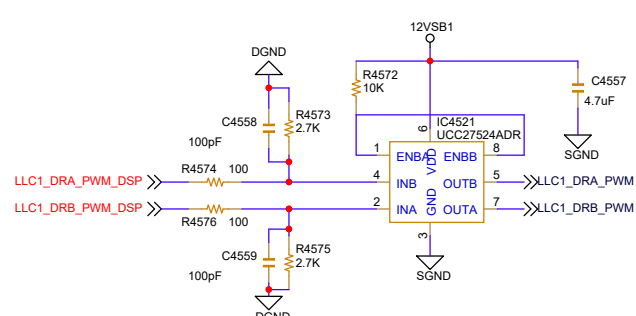 12VSB1
DGND
R4572
10K
C4557
4.7uF
SGND
C4558
R4573
2.7K
100pF
IC4521
UCC27524ADR
6
1 ENBA VDD ENBB 8
R4574 100
LLC1_DRA_PWM_DSP 4 INB OUTB 5 LLC1_DRA_PWM
LLC1_DRB_PWM_DSP 2 INA GND OUTA 7 LLC1_DRB_PWM
R4576 100
3
SGND
C4559
R4575
2.7K
100pF
DGND